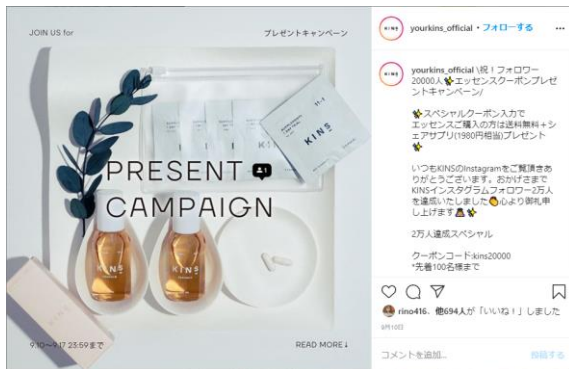 JOIN US for
プレゼントキャンペーン
KINS
PRESENT
CAMPAIGN
KINS
KINS
KINS
9.10〜9.17 23:59まで
READ MORE↓
yourkins_official • フォローする
yourkins_official \祝！フォロワー
20000人✨エッセンスクーポンプレゼ
ントキャンペーン/
✨スペシャルクーポン入力で
エッセンスご購入の方は送料無料＋シ
ェアサプリ(1980円相当)プレゼント
✨
いつもKINSのInstagramをご覧頂きあ
りがとうございます。おかげさまで
KINSインスタグラムフォロワー2万人
を達成いたしました👏心より御礼申
し上げます🙇✨
2万人達成スペシャル
クーポンコード:kins20000
*先着100名様まで
rino416、他694人が「いいね！」しました
9月10日
コメントを追加...
投稿する